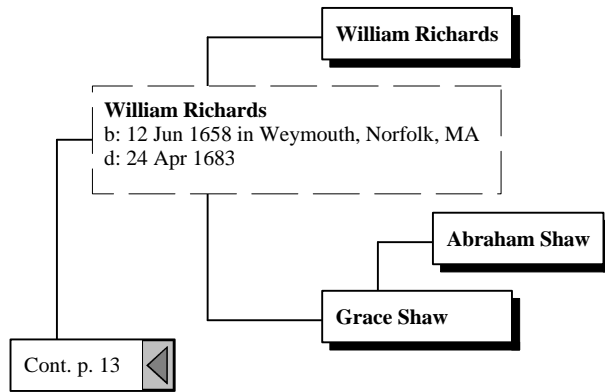 William Richards
William Richards
b: 12 Jun 1658 in Weymouth, Norfolk, MA
d: 24 Apr 1683
Abraham Shaw
Grace Shaw
Cont. p. 13